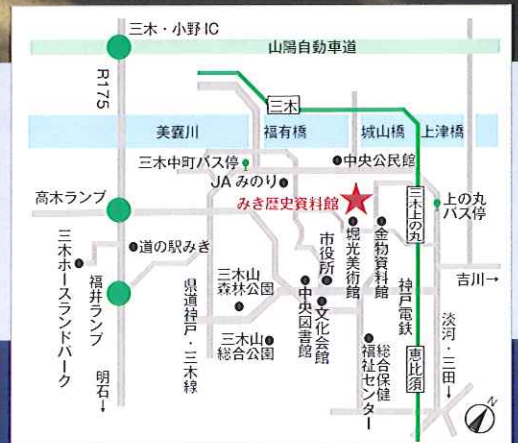 三木・小野IC
山陽自動車道
R175
三木
美嚢川
福有橋
城山橋
上津橋
三木中町バス停
中央公民館
JAみのり
みき歴史資料館
三木上の丸
上の丸
バス停
高木ランプ
道の駅みき
三木ホースランドパーク
福井ランプ
明石→
県道神戸・三木線
三木山
森林公園
三木山
総合公園
市役所
中央図書館
文化会館
堀光美術館
金物資料館
総合保健
福祉センター
神戸電鉄
恵比須
吉川→
淡河・三田→
N